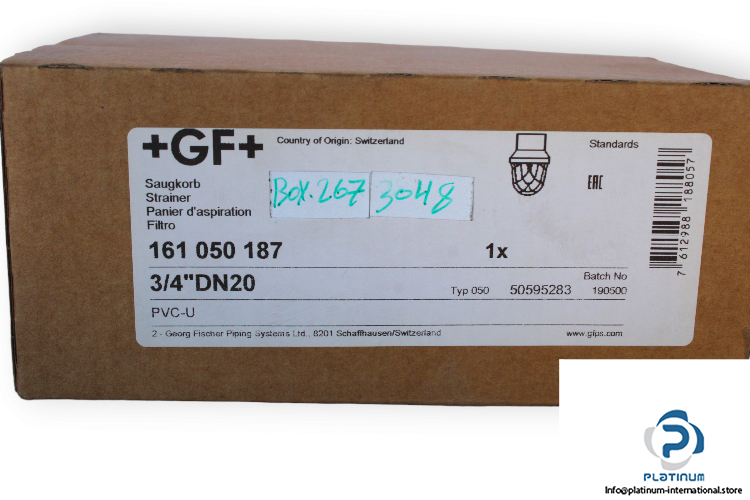 +GF+
Country of Origin: Switzerland
Standards
Saugkorb
Strainer
Panier d'aspiration
Filtro
BOX.267
3048
EAC
161 050 187
1x
3/4"DN20
Typ 050
50595283
Batch No
190500
PVC-U
2 - Georg Fischer Piping Systems Ltd., 8201 Schaffhausen/Switzerland
www.gfps.com
7 612988 188057
PLATINUM
Info@platinum-international.store